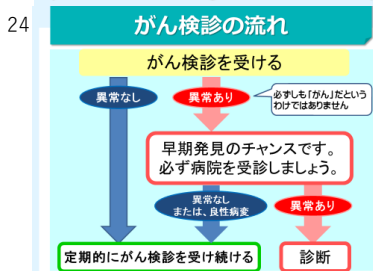 24
がん検診の流れ
がん検診を受ける
異常なし
異常あり
必ずしも「がん」だという
わけではありません
早期発見のチャンスです。
必ず病院を受診しましょう。
異常なし
または、良性病変
異常あり
定期的にがん検診を受け続ける
診断